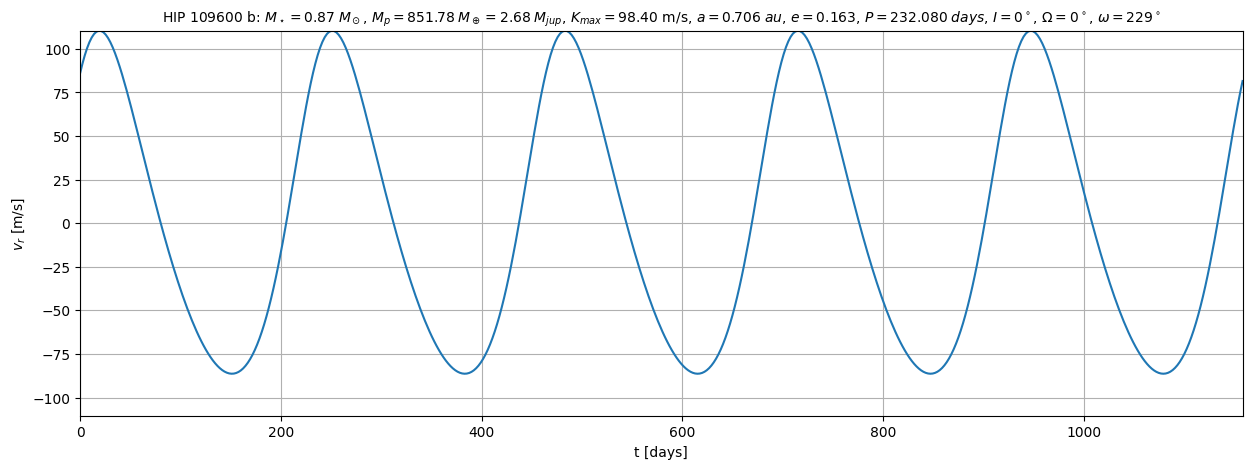 HIP 109600 b: M⋆ = 0.87 M⊙, Mp = 851.78 M⊕ = 2.68 Mjup, Kmax = 98.40 m/s, a = 0.706 au, e = 0.163, P = 232.080 days, I = 0°, Ω = 0°, ω = 229°
100
75
50
25
0
−25
−50
−75
−100
vr [m/s]
0 200 400 600 800 1000
t [days]